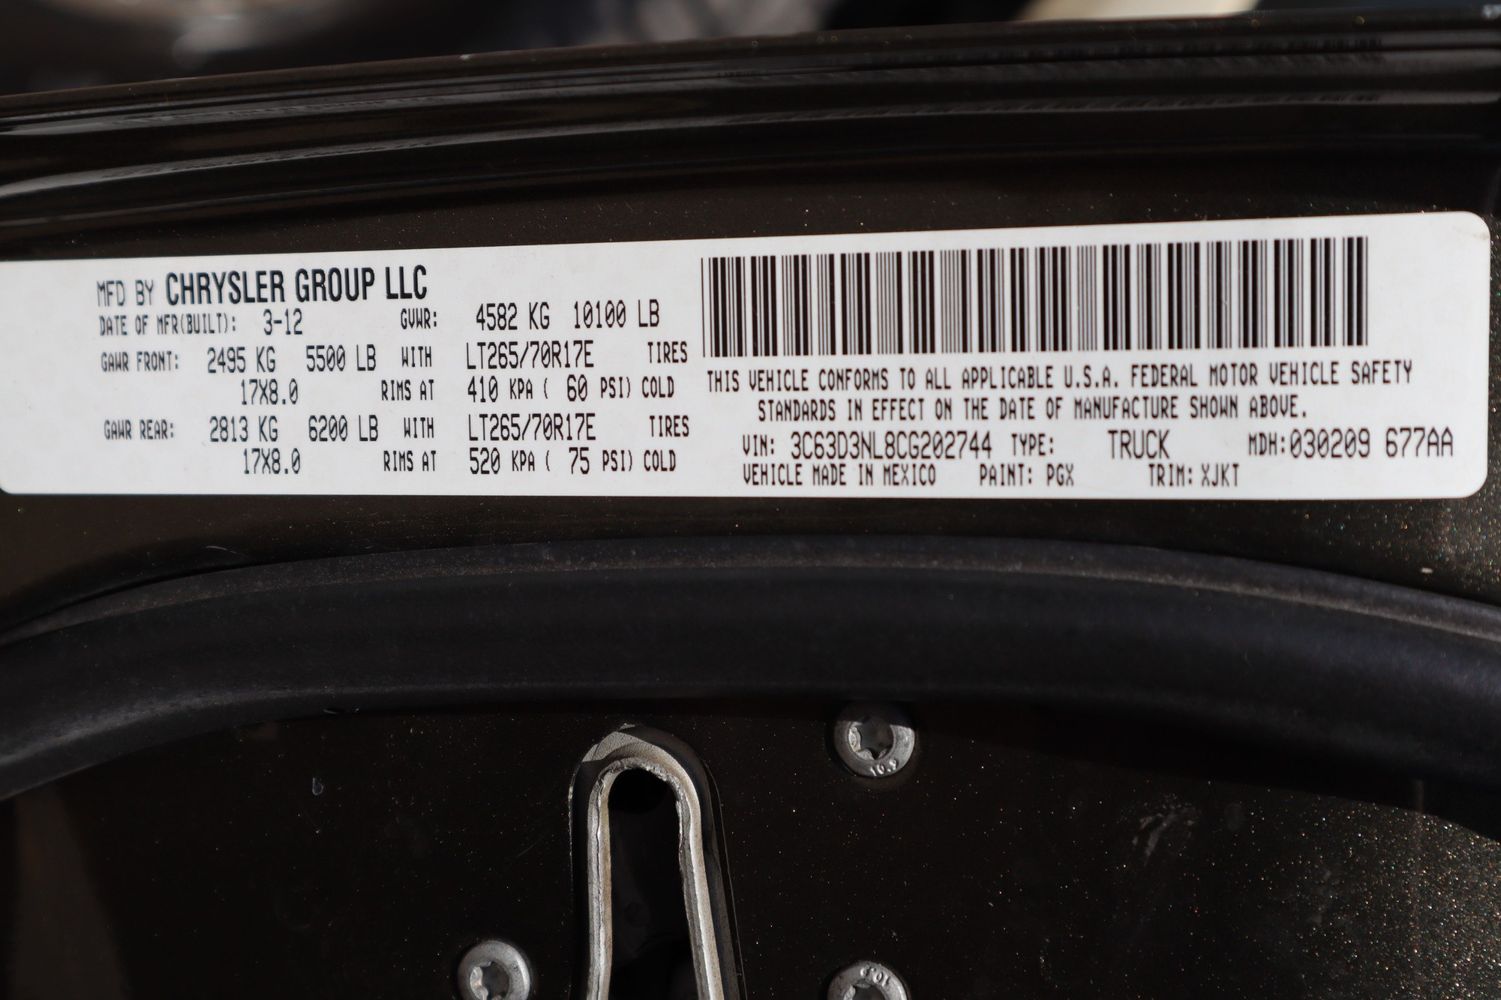 MFD BY CHRYSLER GROUP LLC
DATE OF MFR(BUILT): 3-12 GVWR: 4582 KG 10100 LB
GAWR FRONT: 2495 KG 5500 LB WITH LT265/70R17E TIRES
17X8.0 RIMS AT 410 KPA ( 60 PSI) COLD
GAWR REAR: 2813 KG 6200 LB WITH LT265/70R17E TIRES
17X8.0 RIMS AT 520 KPA ( 75 PSI) COLD
THIS VEHICLE CONFORMS TO ALL APPLICABLE U.S.A. FEDERAL MOTOR VEHICLE SAFETY
STANDARDS IN EFFECT ON THE DATE OF MANUFACTURE SHOWN ABOVE.
VIN: 3C63D3NL8CG202744 TYPE: TRUCK MDH:030209 677AA
VEHICLE MADE IN MEXICO PAINT: PGX TRIM: XJKT
10.9
10.9